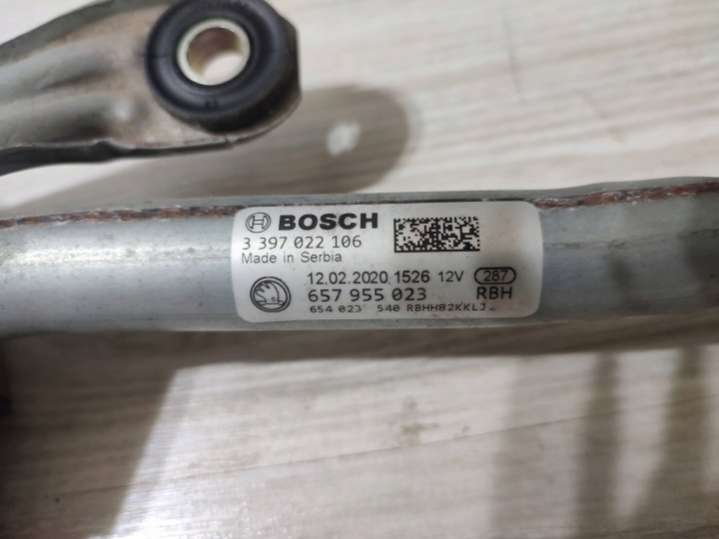 BOSCH
3 397 022 106
Made in Serbia
12.02.2020 1526 12V 287
657 955 023 RBH
654 023 540 RBHH82KKLJ